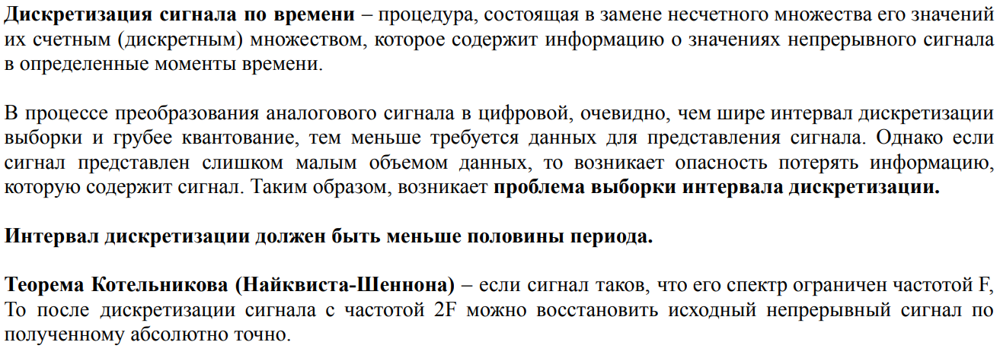 Дискретизация сигнала по времени – процедура, состоящая в замене несчетного множества его значений
их счетным (дискретным) множеством, которое содержит информацию о значениях непрерывного сигнала
в определенные моменты времени.
В процессе преобразования аналогового сигнала в цифровой, очевидно, чем шире интервал дискретизации
выборки и грубее квантование, тем меньше требуется данных для представления сигнала. Однако если
сигнал представлен слишком малым объемом данных, то возникает опасность потерять информацию,
которую содержит сигнал. Таким образом, возникает проблема выборки интервала дискретизации.
Интервал дискретизации должен быть меньше половины периода.
Теорема Котельникова (Найквиста-Шеннона) – если сигнал таков, что его спектр ограничен частотой F,
То после дискретизации сигнала с частотой 2F можно восстановить исходный непрерывный сигнал по
полученному абсолютно точно.